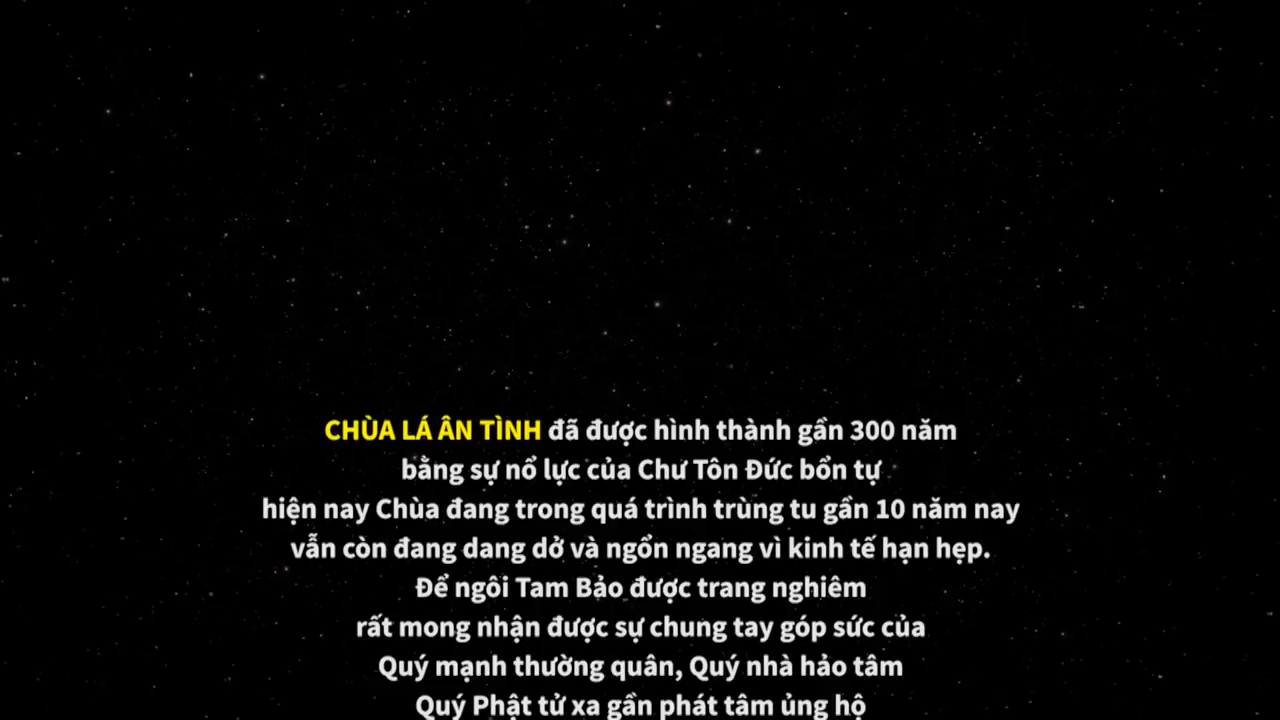 CHÙA LÁ ÂN TÌNH đã được hình thành gần 300 năm
bằng sự nổ lực của Chư Tôn Đức bổn tự
hiện nay Chùa đang trong quá trình trùng tu gần 10 năm nay
vẫn còn đang dang dở và ngổn ngang vì kinh tế hạn hẹp.
Để ngôi Tam Bảo được trang nghiêm
rất mong nhận được sự chung tay góp sức của
Quý mạnh thường quân, Quý nhà hảo tâm
Quý Phật tử xa gần phát tâm ủng hộ